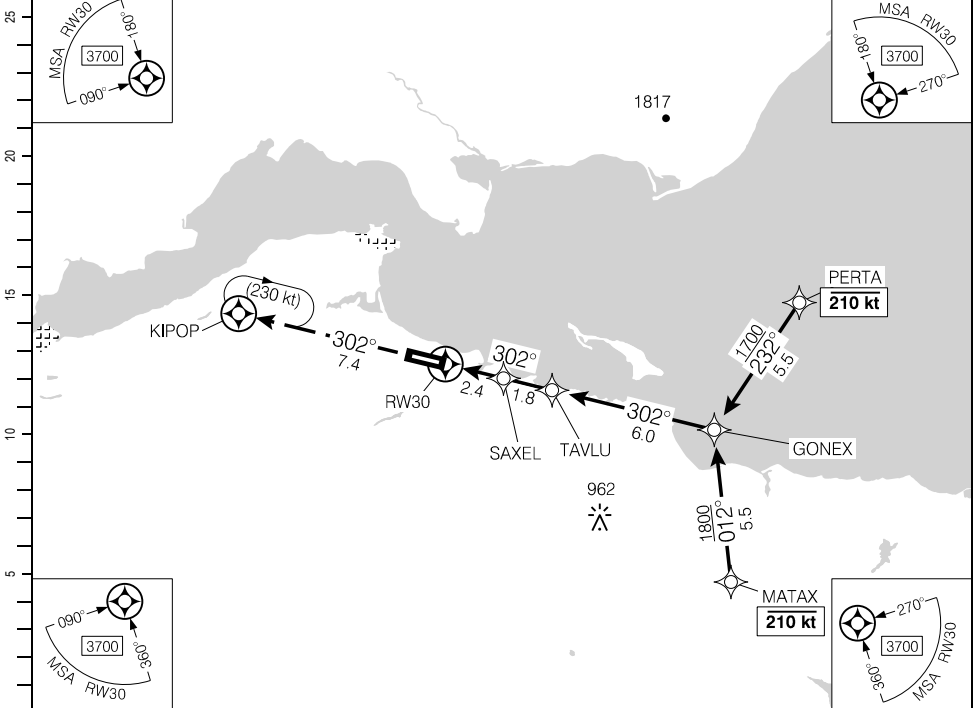 25
20
15
10
5
MSA RW30
3700
180°
090°
MSA RW30
3700
180°
270°
1817
PERTA
210 kt
1700
232°
5.5
(230 kt)
KIPOP
302°
7.4
RW30
302°
2.4
1.8
SAXEL
TAVLU
302°
6.0
GONEX
962
1800
012°
5.5
MATAX
210 kt
090°
3700
360°
MSA RW30
270°
3700
360°
MSA RW30